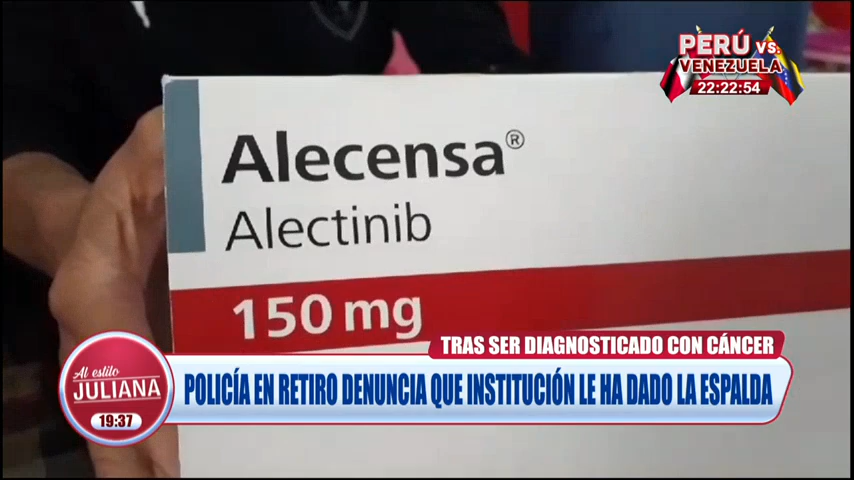 PERÚ VS.
VENEZUELA
22:22:54
Alecensa®
Alectinib
150 mg
TRAS SER DIAGNOSTICADO CON CÁNCER
POLICÍA EN RETIRO DENUNCIA QUE INSTITUCIÓN LE HA DADO LA ESPALDA
Al estilo
JULIANA
19:37